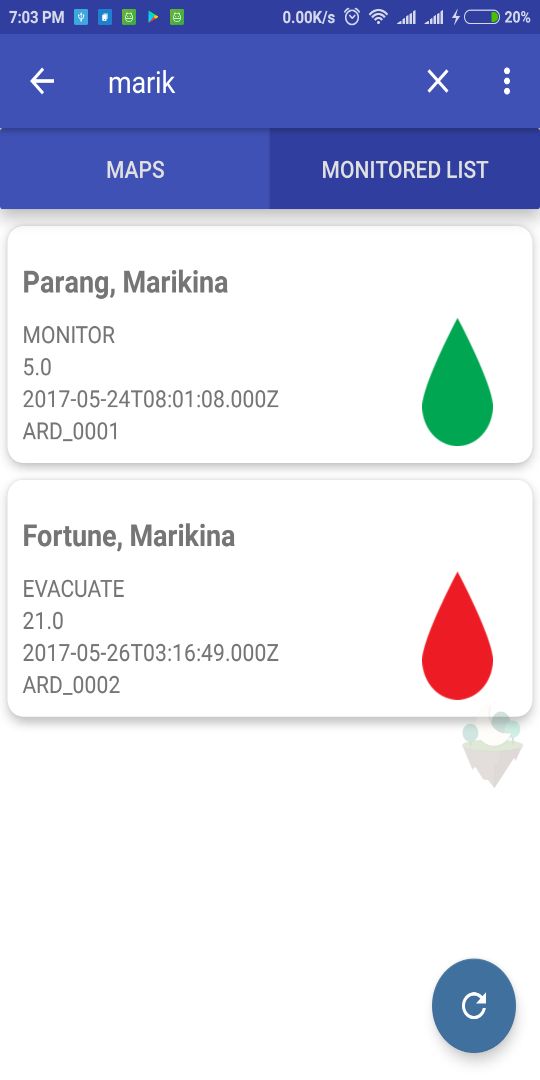 7:03 PM 0.00K/s 20%
marik
MAPS MONITORED LIST
Parang, Marikina
MONITOR
5.0
2017-05-24T08:01:08.000Z
ARD_0001
Fortune, Marikina
EVACUATE
21.0
2017-05-26T03:16:49.000Z
ARD_0002